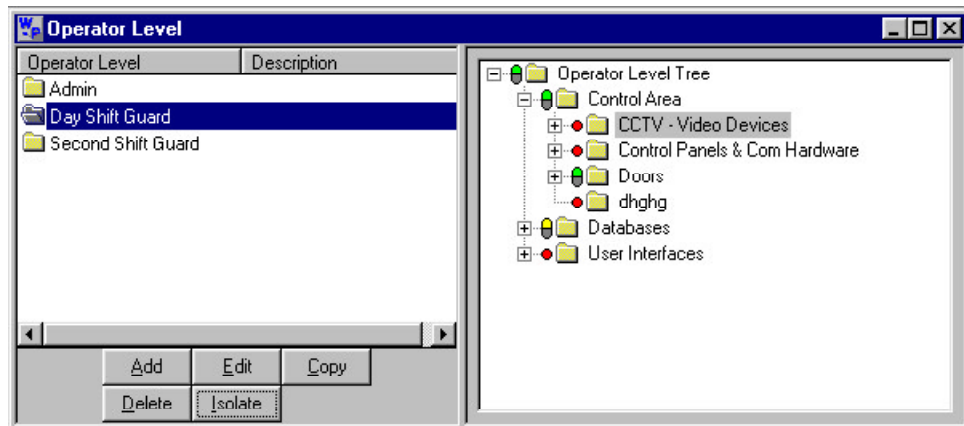 WP Operator Level
Operator Level Description
Admin
Day Shift Guard
Second Shift Guard
Add Edit Copy
Delete Isolate
Operator Level Tree
Control Area
CCTV - Video Devices
Control Panels & Com Hardware
Doors
dhghg
Databases
User Interfaces